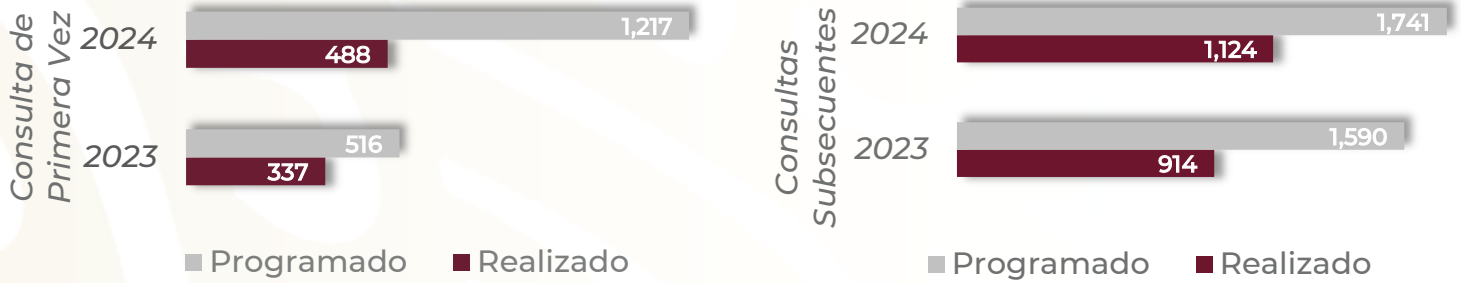 Consulta de
Primera Vez
2024
1,217
488
2023
516
337
Programado
Realizado
Consultas
Subsecuentes
2024
1,741
1,124
2023
1,590
914
Programado
Realizado